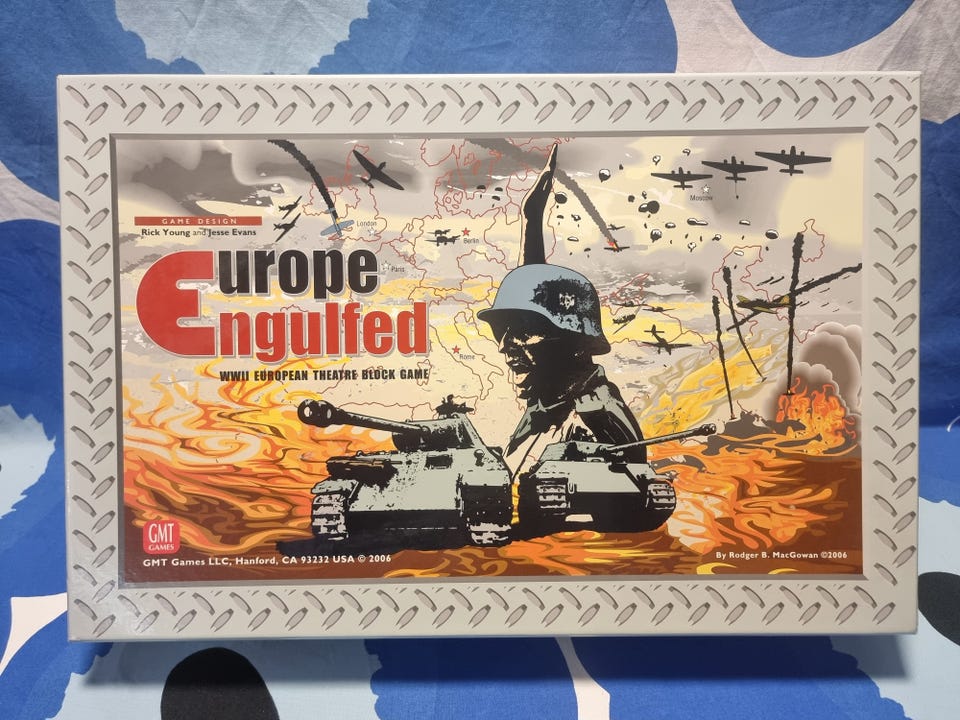 GAME DESIGN
Rick Young and Jesse Evans
Europe
Engulfed
WWII EUROPEAN THEATRE BLOCK GAME
London
Berlin
Paris
Rome
Moscow
GMT
GAMES
GMT Games LLC, Hanford, CA 93232 USA © 2006
By Rodger B. MacGowan ©2006